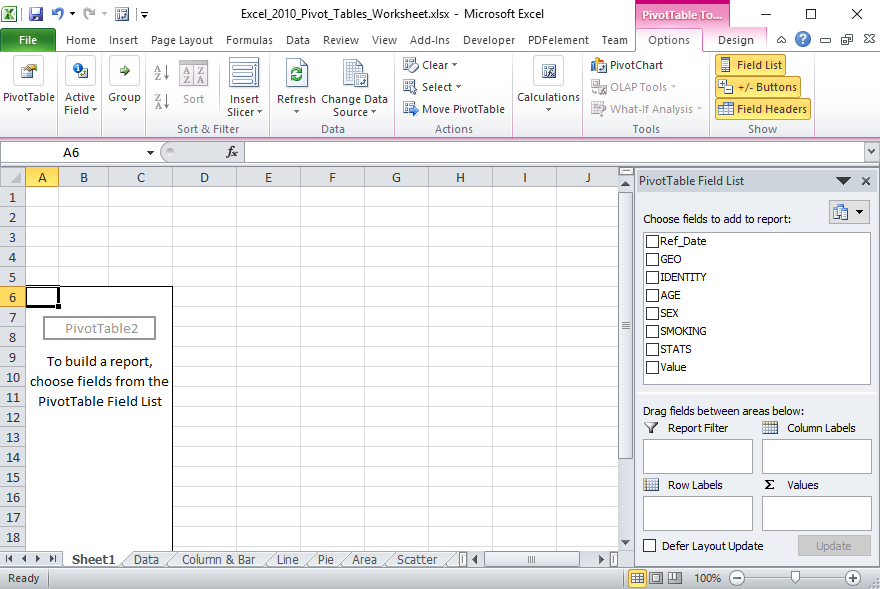 Excel_2010_Pivot_Tables_Worksheet.xlsx - Microsoft Excel
PivotTable To...
File Home Insert Page Layout Formulas Data Review View Add-Ins Developer PDFelement Team Options Design
PivotTable
Active Field
Group
Sort
Insert Slicer
Sort & Filter
Refresh
Change Data Source
Data
Clear
Select
Move PivotTable
Actions
Calculations
PivotChart
OLAP Tools
What-If Analysis
Tools
Field List
+/- Buttons
Field Headers
Show
A6
fx
A B C D E F G H I J
1
2
3
4
5
6
7
8
9
10
11
12
13
14
15
16
17
18
PivotTable2
To build a report,
choose fields from the
PivotTable Field List
PivotTable Field List
Choose fields to add to report:
Ref_Date
GEO
IDENTITY
AGE
SEX
SMOKING
STATS
Value
Drag fields between areas below:
Report Filter
Column Labels
Row Labels
Σ Values
Defer Layout Update
Update
Sheet1 Data Column & Bar Line Pie Area Scatter
Ready
100%